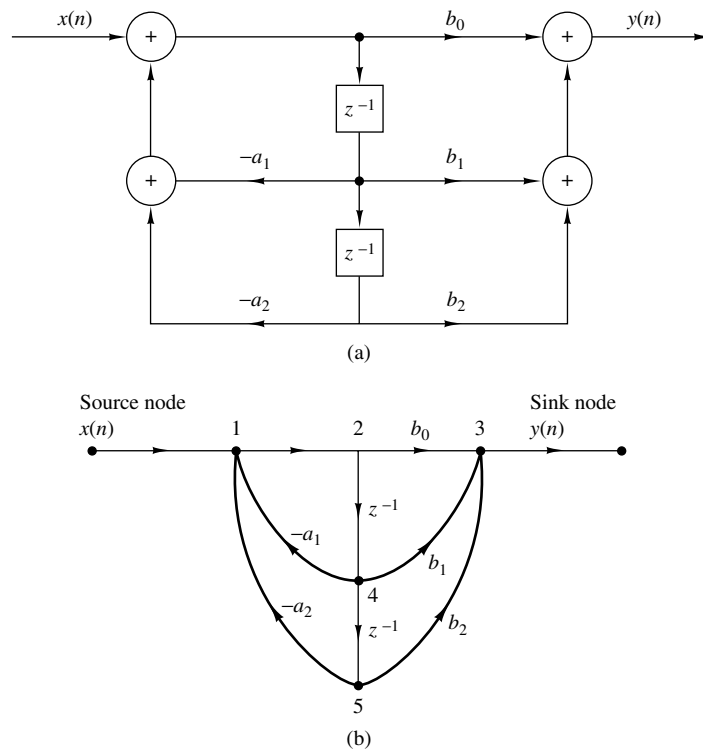 x(n) + b₀ + y(n)
z⁻¹
+ −a₁ b₁ +
z⁻¹
−a₂ b₂
(a)
Source node Sink node
x(n) 1 2 b₀ 3 y(n)
z⁻¹
−a₁ b₁
4
−a₂ z⁻¹ b₂
5
(b)